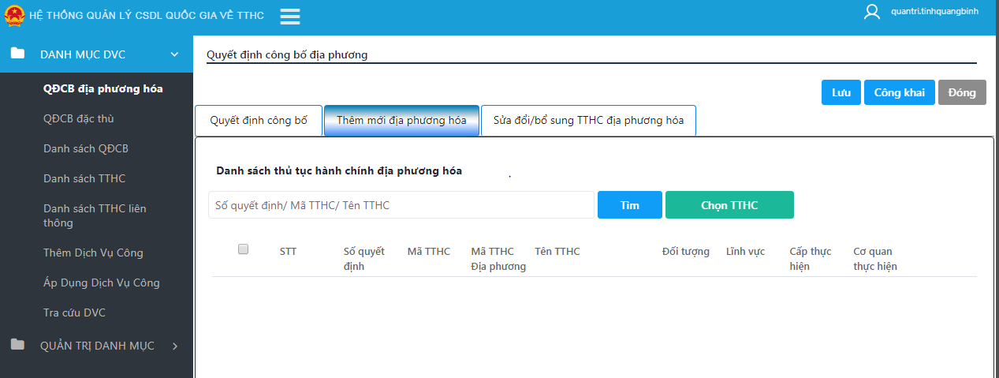 HỆ THỐNG QUẢN LÝ CSDL QUỐC GIA VỀ TTHC
quantri.tinhquangbinh
DANH MỤC DVC
QĐCB địa phương hóa
QĐCB đặc thù
Danh sách QĐCB
Danh sách TTHC
Danh sách TTHC liên
thông
Thêm Dịch Vụ Công
Áp Dụng Dịch Vụ Công
Tra cứu DVC
QUẢN TRỊ DANH MỤC
Quyết định công bố địa phương
Lưu Công khai Đóng
Quyết định công bố Thêm mới địa phương hóa Sửa đổi/bổ sung TTHC địa phương hóa
Danh sách thủ tục hành chính địa phương hóa
Số quyết định/ Mã TTHC/ Tên TTHC Tìm Chọn TTHC
STT Số quyết Mã TTHC Mã TTHC Tên TTHC Đối tượng Lĩnh vực Cấp thực Cơ quan
định Địa phương hiện thực hiện